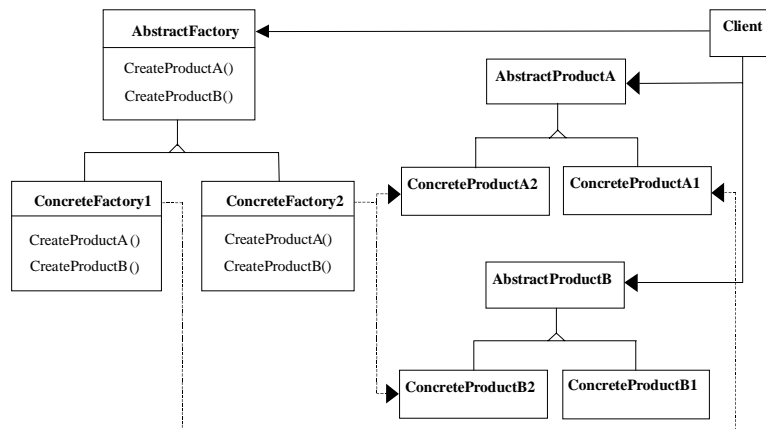 AbstractFactory
CreateProductA()
CreateProductB()
Client
AbstractProductA
ConcreteProductA2
ConcreteProductA1
ConcreteFactory1
CreateProductA()
CreateProductB()
ConcreteFactory2
CreateProductA()
CreateProductB()
AbstractProductB
ConcreteProductB2
ConcreteProductB1